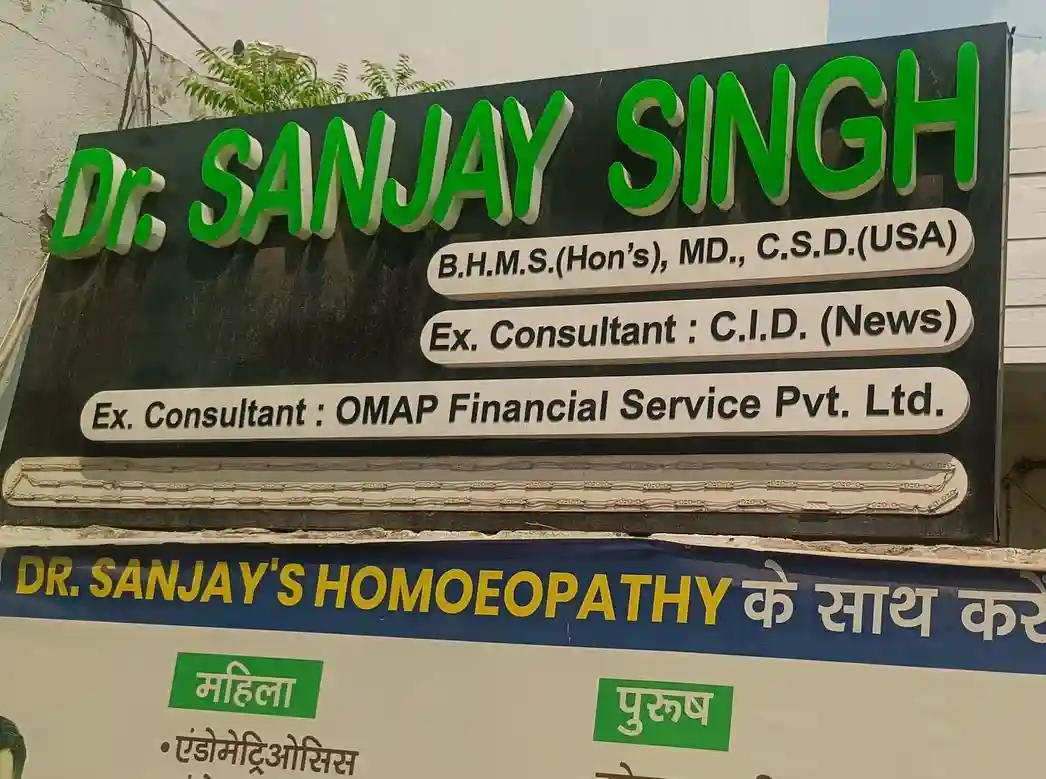 Dr. SANJAY SINGH
B.H.M.S.(Hon's), MD., C.S.D.(USA)
Ex. Consultant : C.I.D. (News)
Ex. Consultant : OMAP Financial Service Pvt. Ltd.
DR. SANJAY'S HOMOEOPATHY के साथ करें
महिला
पुरूष
•एंडोमेट्रिओसिस